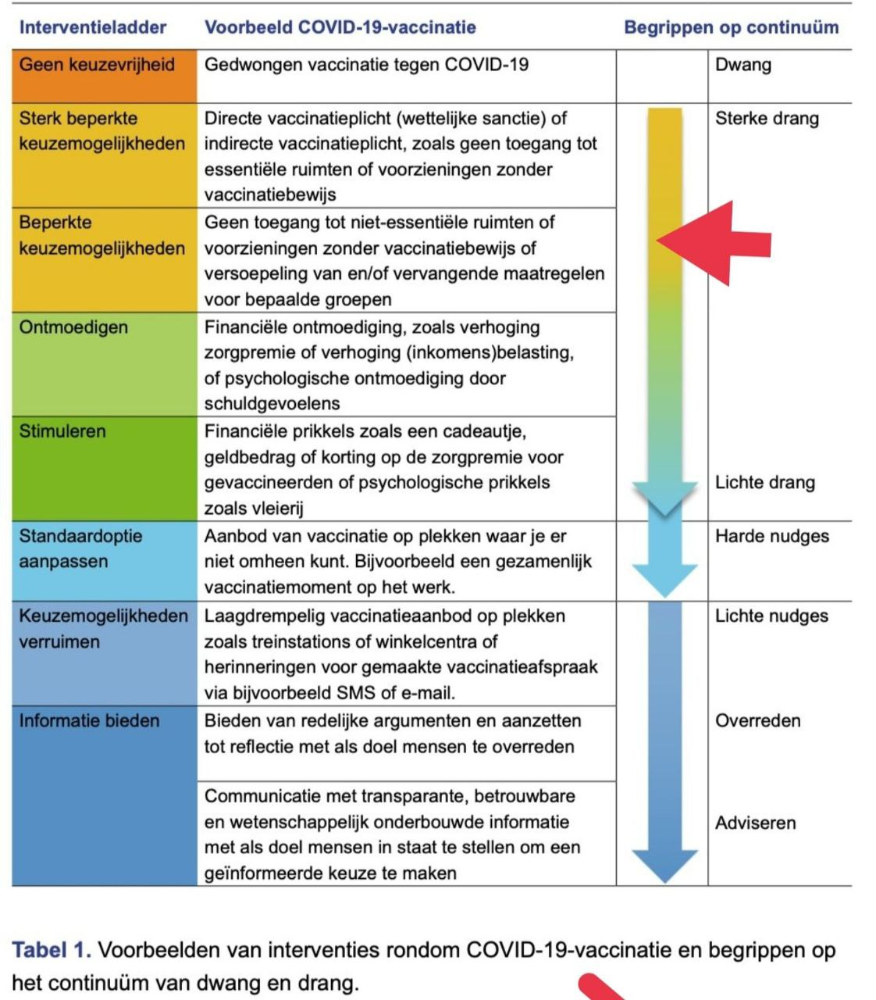 Interventieladder Voorbeeld COVID-19-vaccinatie Begrippen op continuüm
Geen keuzevrijheid Gedwongen vaccinatie tegen COVID-19 Dwang
Sterk beperkte Directe vaccinatieplicht (wettelijke sanctie) of Sterke drang
keuzemogelijkheden indirecte vaccinatieplicht, zoals geen toegang tot
essentiële ruimten of voorzieningen zonder
vaccinatiebewijs
Beperkte Geen toegang tot niet-essentiële ruimten of
keuzemogelijkheden voorzieningen zonder vaccinatiebewijs of
versoepeling van en/of vervangende maatregelen
voor bepaalde groepen
Ontmoedigen Financiële ontmoediging, zoals verhoging
zorgpremie of verhoging (inkomens)belasting,
of psychologische ontmoediging door
schuldgevoelens
Stimuleren Financiële prikkels zoals een cadeautje,
geldbedrag of korting op de zorgpremie voor
gevaccineerden of psychologische prikkels Lichte drang
zoals vleierij
Standaardoptie Aanbod van vaccinatie op plekken waar je er Harde nudges
aanpassen niet omheen kunt. Bijvoorbeeld een gezamenlijk
vaccinatiemoment op het werk.
Keuzemogelijkheden Laagdrempelig vaccinatieaanbod op plekken Lichte nudges
verruimen zoals treinstations of winkelcentra of
herinneringen voor gemaakte vaccinatieafspraak
via bijvoorbeeld SMS of e-mail.
Informatie bieden Bieden van redelijke argumenten en aanzetten Overreden
tot reflectie met als doel mensen te overreden
Communicatie met transparante, betrouwbare
en wetenschappelijk onderbouwde informatie Adviseren
met als doel mensen in staat te stellen om een
geïnformeerde keuze te maken
Tabel 1. Voorbeelden van interventies rondom COVID-19-vaccinatie en begrippen op
het continuüm van dwang en drang.